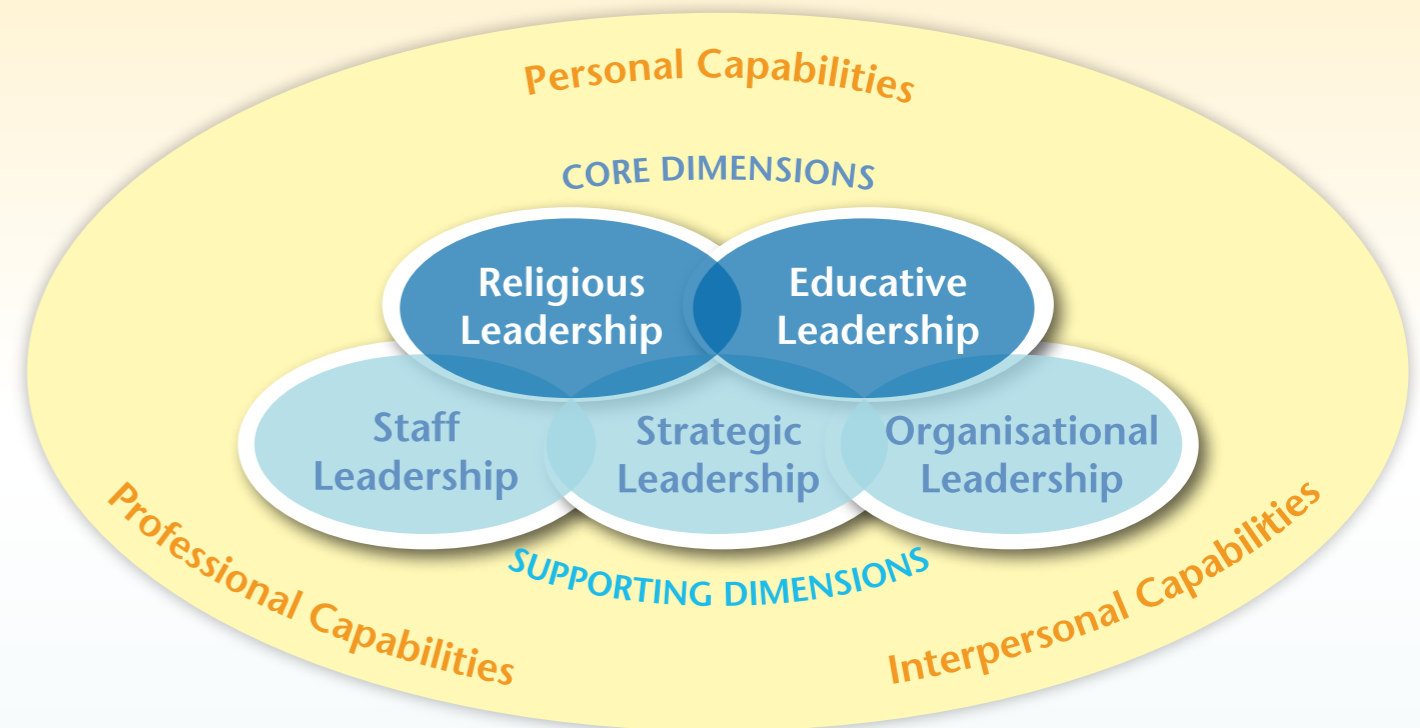 Personal Capabilities
CORE DIMENSIONS
Religious
Leadership
Educative
Leadership
Staff
Leadership
Strategic
Leadership
Organisational
Leadership
SUPPORTING DIMENSIONS
Professional Capabilities
Interpersonal Capabilities